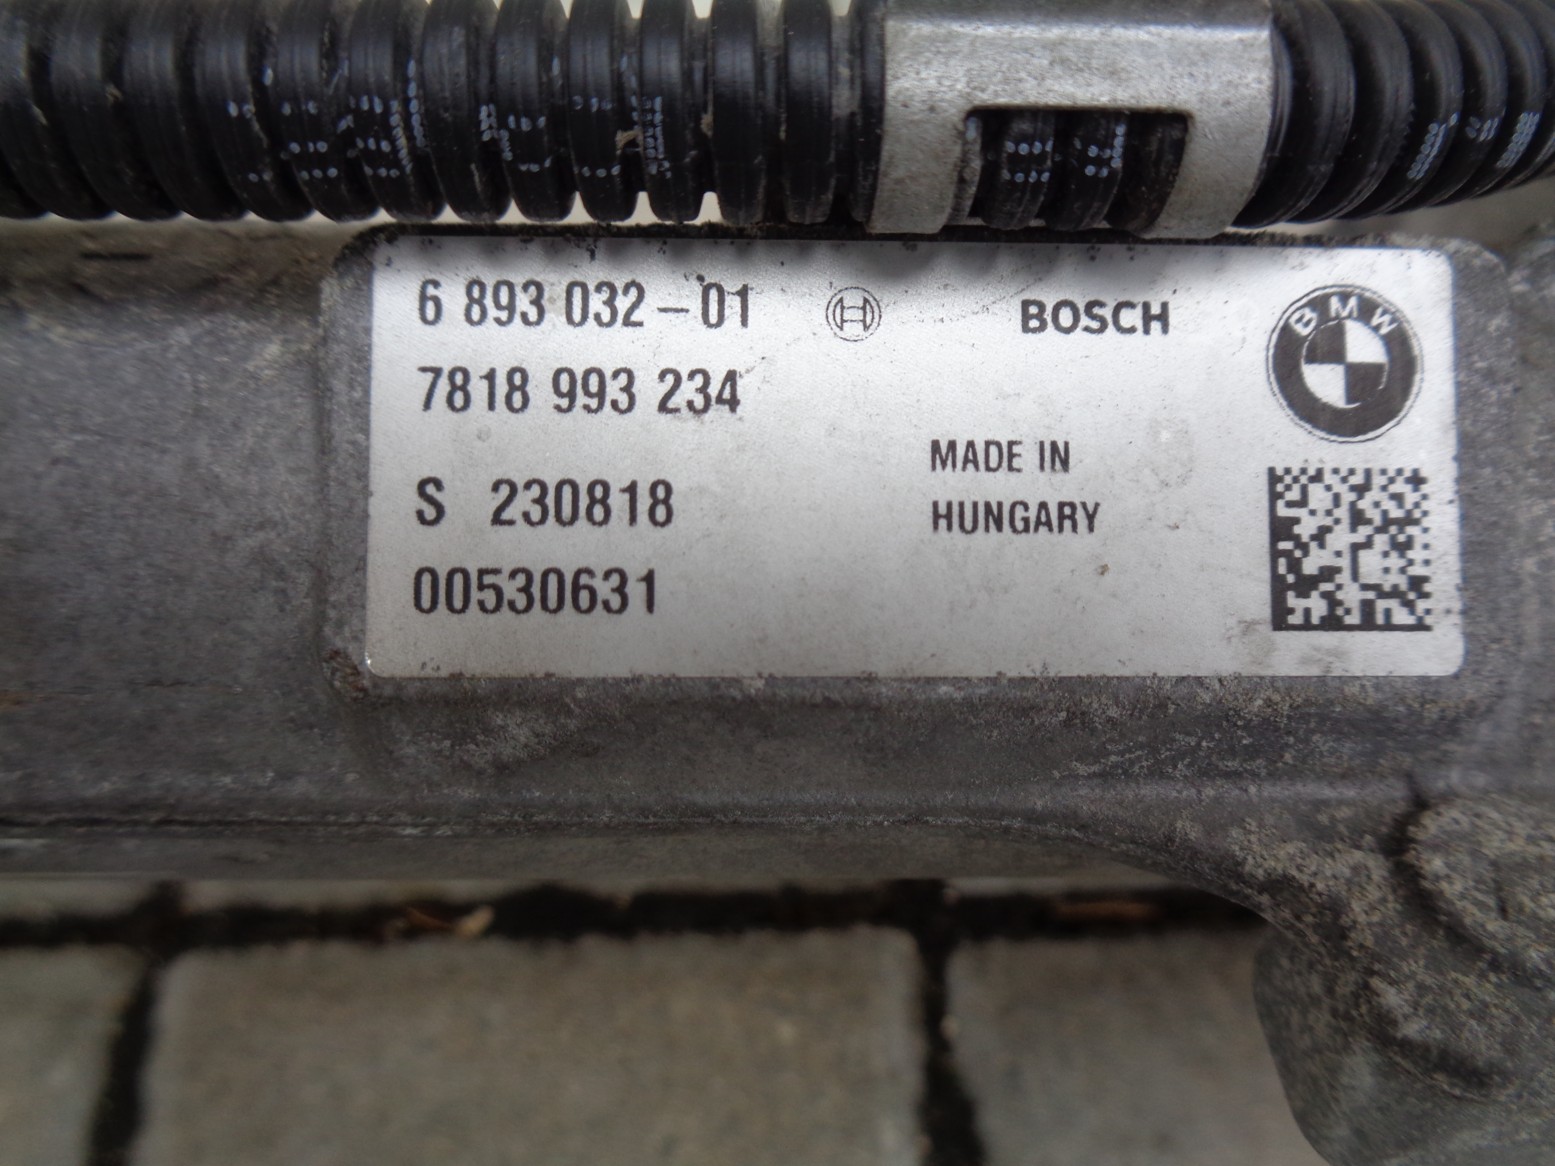 6 893 032-01
BOSCH
BMW
7818 993 234
MADE IN
HUNGARY
S 230818
00530631